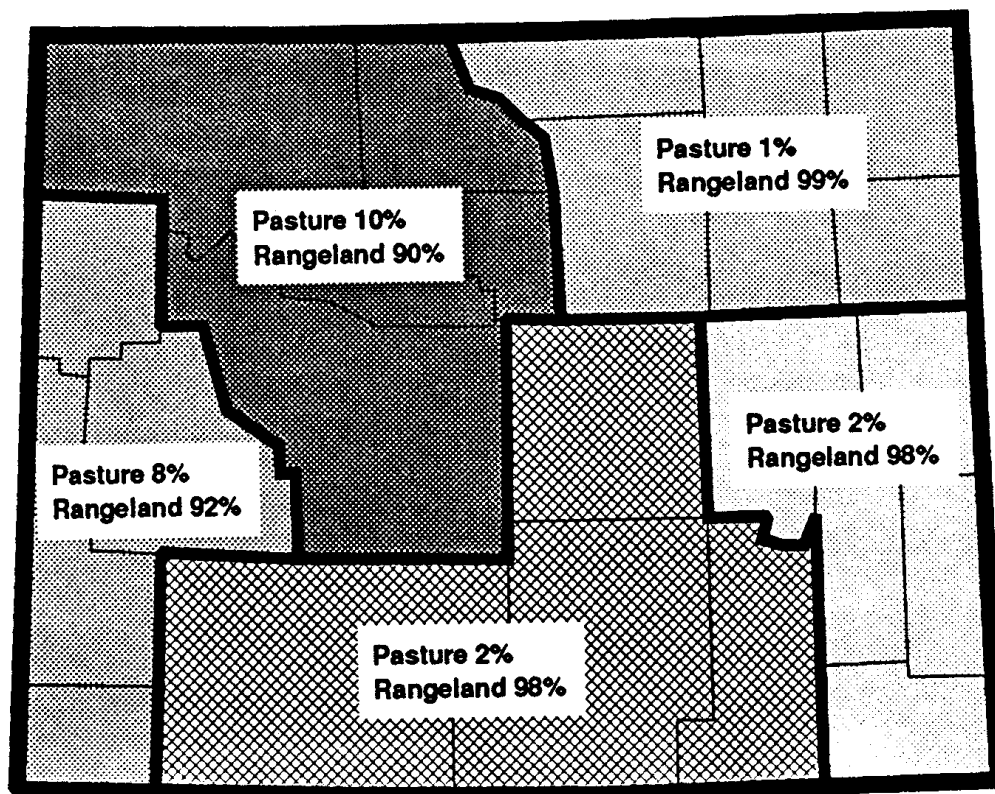 Pasture 1%
Rangeland 99%
Pasture 10%
Rangeland 90%
Pasture 2%
Rangeland 98%
Pasture 8%
Rangeland 92%
Pasture 2%
Rangeland 98%